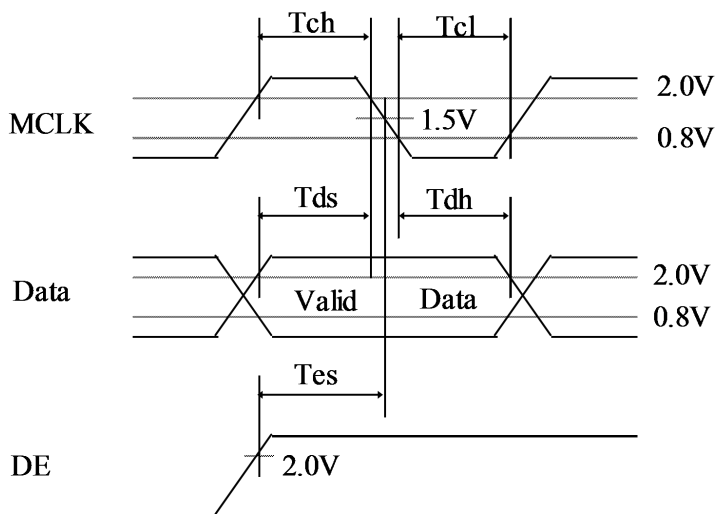 Tch Tcl
2.0V
MCLK 1.5V
0.8V
Tds Tdh
2.0V
Data Valid Data
0.8V
Tes
DE 2.0V